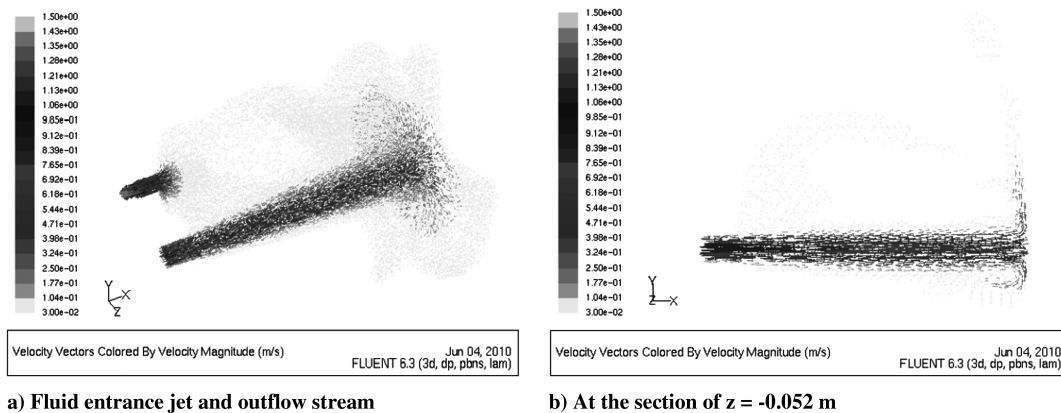 1.50e+00
1.43e+00
1.35e+00
1.28e+00
1.21e+00
1.13e+00
1.06e+00
9.85e-01
9.12e-01
8.39e-01
7.65e-01
6.92e-01
6.18e-01
5.44e-01
4.71e-01
3.98e-01
3.24e-01
2.50e-01
1.77e-01
1.04e-01
3.00e-02
Y
X
Z
Velocity Vectors Colored By Velocity Magnitude (m/s)
Jun 04, 2010
FLUENT 6.3 (3d, dp, pbns, lam)
a) Fluid entrance jet and outflow stream
1.50e+00
1.43e+00
1.35e+00
1.28e+00
1.21e+00
1.13e+00
1.06e+00
9.85e-01
9.12e-01
8.39e-01
7.65e-01
6.92e-01
6.18e-01
5.44e-01
4.71e-01
3.98e-01
3.24e-01
2.50e-01
1.77e-01
1.04e-01
3.00e-02
Y
Z X
Velocity Vectors Colored By Velocity Magnitude (m/s)
Jun 04, 2010
FLUENT 6.3 (3d, dp, pbns, lam)
b) At the section of z = -0.052 m